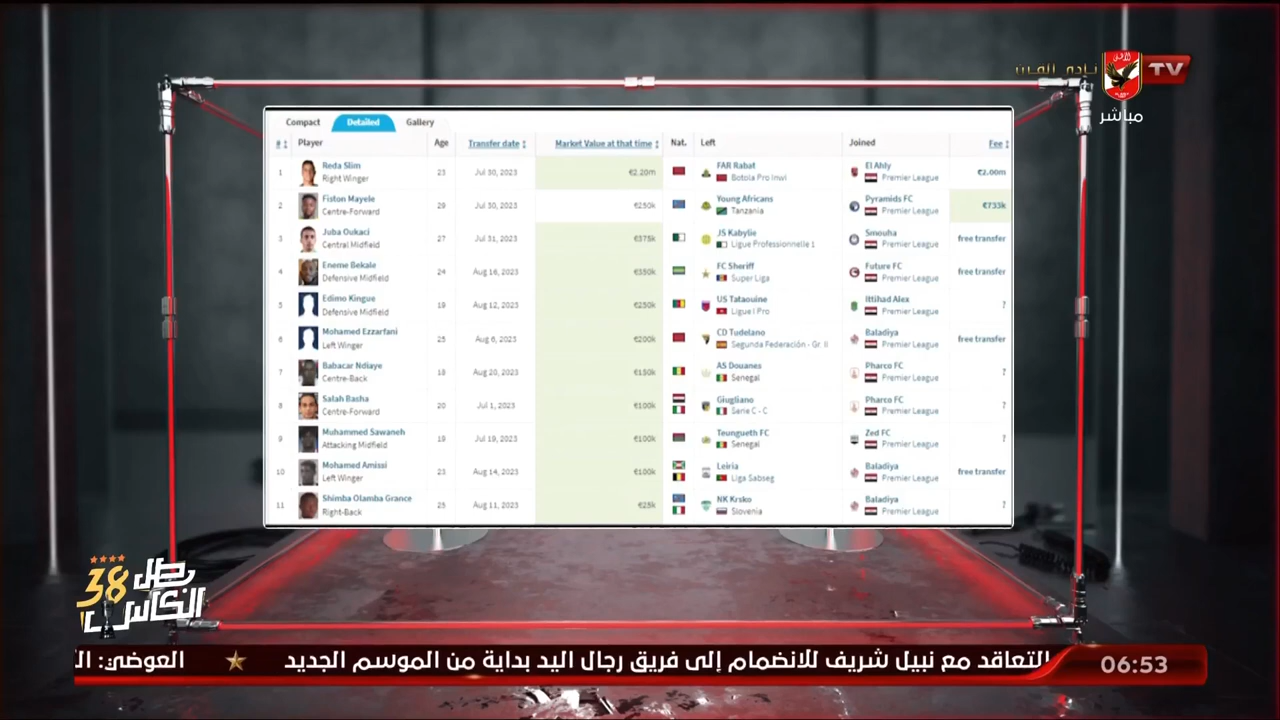 نادي القرن
TV
مباشر
Compact Detailed Gallery
# Player Age Transfer date Market Value at that time Nat. Left Joined Fee
1 Reda Slim 23 Jul 30, 2023 €2.20m FAR Rabat El Ahly €2.00m
Right Winger Botola Pro Inwi Premier League
2 Fiston Mayele 29 Jul 30, 2023 €250k Young Africans Pyramids FC €733k
Centre-Forward Tanzania Premier League
3 Juba Oukaci 27 Jul 31, 2023 €375k JS Kabylie Smouha free transfer
Central Midfield Ligue Professionnelle 1 Premier League
4 Eneme Bekale 24 Aug 16, 2023 €350k FC Sheriff Future FC free transfer
Defensive Midfield Super Liga Premier League
5 Edimo Kingue 19 Aug 12, 2023 €250k US Tataouine Ittihad Alex ?
Defensive Midfield Ligue I Pro Premier League
6 Mohamed Ezzarfani 25 Aug 6, 2023 €200k CD Tudelano Baladiya free transfer
Left Winger Segunda Federación - Gr. II Premier League
7 Babacar Ndiaye 18 Aug 20, 2023 €150k AS Douanes Pharco FC ?
Centre-Back Senegal Premier League
8 Salah Basha 20 Jul 1, 2023 €100k Giugliano Pharco FC ?
Centre-Forward Serie C - C Premier League
9 Muhammed Sawaneh 19 Jul 19, 2023 €100k Teungueth FC Zed FC ?
Attacking Midfield Senegal Premier League
10 Mohamed Amissi 23 Aug 14, 2023 €100k Leiria Baladiya free transfer
Left Winger Liga Sabseg Premier League
11 Shimba Olamba Grance 25 Aug 11, 2023 €25k NK Krsko Baladiya ?
Right-Back Slovenia Premier League
بطل الكاس
38
التعاقد مع نبيل شريف للانضمام إلى فريق رجال اليد بداية من الموسم الجديد ★ العوضي: ال
06:53